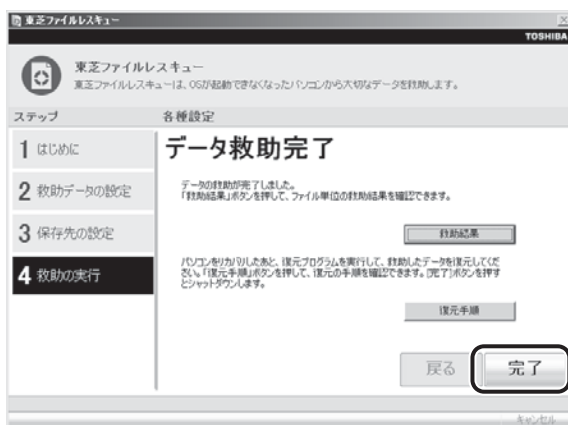 東芝ファイルレスキュー
TOSHIBA
東芝ファイルレスキュー
東芝ファイルレスキューは、OSが起動できなくなったパソコンから大切なデータを救助します。
ステップ
各種設定
1 はじめに
2 救助データの設定
3 保存先の設定
4 救助の実行
データ救助完了
データの救助が完了しました。
「救助結果」ボタンを押して、ファイル単位の救助結果を確認できます。
救助結果
パソコンをリカバリしたあと、復元プログラムを実行して、救助したデータを復元してくだ
さい。「復元手順」ボタンを押して、復元の手順を確認できます。[完了]ボタンを押す
とシャットダウンします。
復元手順
戻る
完了
キャンセル